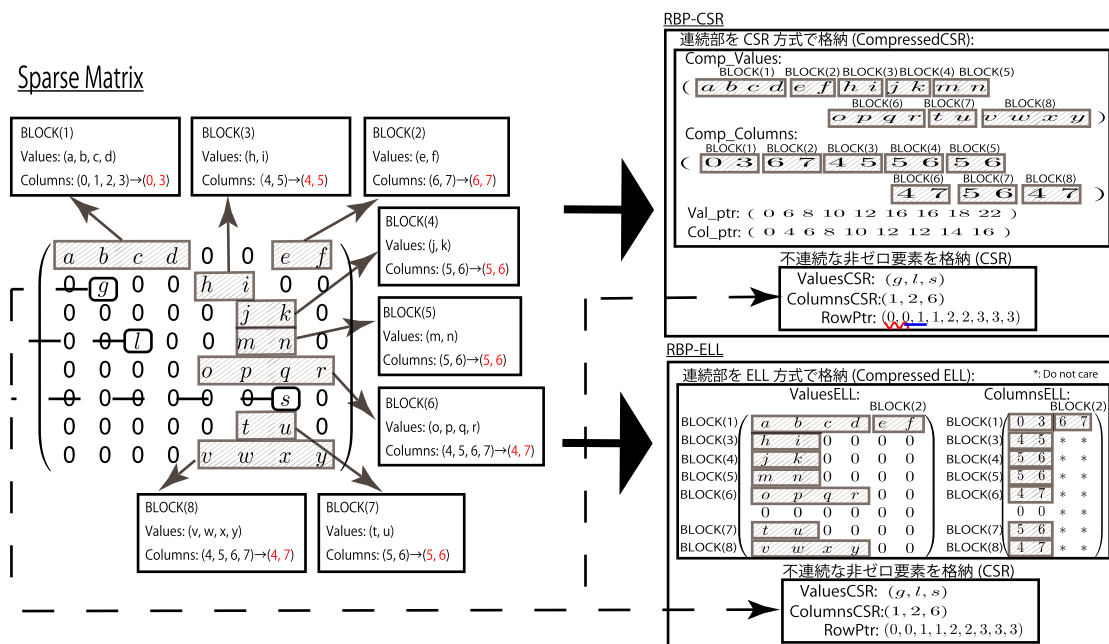 Sparse Matrix
BLOCK(1)
Values: (a, b, c, d)
Columns: (0, 1, 2, 3)→(0, 3)
BLOCK(3)
Values: (h, i)
Columns: (4, 5)→(4, 5)
BLOCK(2)
Values: (e, f)
Columns: (6, 7)→(6, 7)
BLOCK(4)
Values: (j, k)
Columns: (5, 6)→(5, 6)
BLOCK(5)
Values: (m, n)
Columns: (5, 6)→(5, 6)
BLOCK(6)
Values: (o, p, q, r)
Columns: (4, 5, 6, 7)→(4, 7)
a b c d 0 0 e f
0 g 0 0 h i 0 0
0 0 0 0 0 j k 0
0 0 l 0 0 m n 0
0 0 0 0 o p q r
0 0 0 0 0 0 s 0
0 0 0 0 0 t u 0
0 0 0 0 v w x y
BLOCK(8)
Values: (v, w, x, y)
Columns: (4, 5, 6, 7)→(4, 7)
BLOCK(7)
Values: (t, u)
Columns: (5, 6)→(5, 6)
RBP-CSR
連続部を CSR 方式で格納 (CompressedCSR):
Comp_Values:
BLOCK(1) BLOCK(2) BLOCK(3) BLOCK(4) BLOCK(5)
( a b c d e f h i j k m n
BLOCK(6) BLOCK(7) BLOCK(8)
o p q r t u v w x y )
Comp_Columns:
BLOCK(1) BLOCK(2) BLOCK(3) BLOCK(4) BLOCK(5)
( 0 3 6 7 4 5 5 6 5 6
BLOCK(6) BLOCK(7) BLOCK(8)
4 7 5 6 4 7 )
Val_ptr: ( 0 6 8 10 12 16 16 18 22 )
Col_ptr: ( 0 4 6 8 10 12 12 14 16 )
不連続な非ゼロ要素を格納 (CSR)
ValuesCSR: (g, l, s)
ColumnsCSR:(1, 2, 6)
RowPtr: (0, 0, 1, 1, 2, 2, 3, 3, 3)
RBP-ELL
連続部を ELL 方式で格納 (Compressed ELL): *: Do not care
ValuesELL: ColumnsELL:
BLOCK(2) BLOCK(2)
BLOCK(1) a b c d e f BLOCK(1) 0 3 6 7
BLOCK(3) h i 0 0 0 0 BLOCK(3) 4 5 * *
BLOCK(4) j k 0 0 0 0 BLOCK(4) 5 6 * *
BLOCK(5) m n 0 0 0 0 BLOCK(5) 5 6 * *
BLOCK(6) o p q r 0 0 BLOCK(6) 4 7 * *
0 0 0 0 0 0 0 0 * *
BLOCK(7) t u 0 0 0 0 BLOCK(7) 5 6 * *
BLOCK(8) v w x y 0 0 BLOCK(8) 4 7 * *
不連続な非ゼロ要素を格納 (CSR)
ValuesCSR: (g, l, s)
ColumnsCSR:(1, 2, 6)
RowPtr: (0, 0, 1, 1, 2, 2, 3, 3, 3)